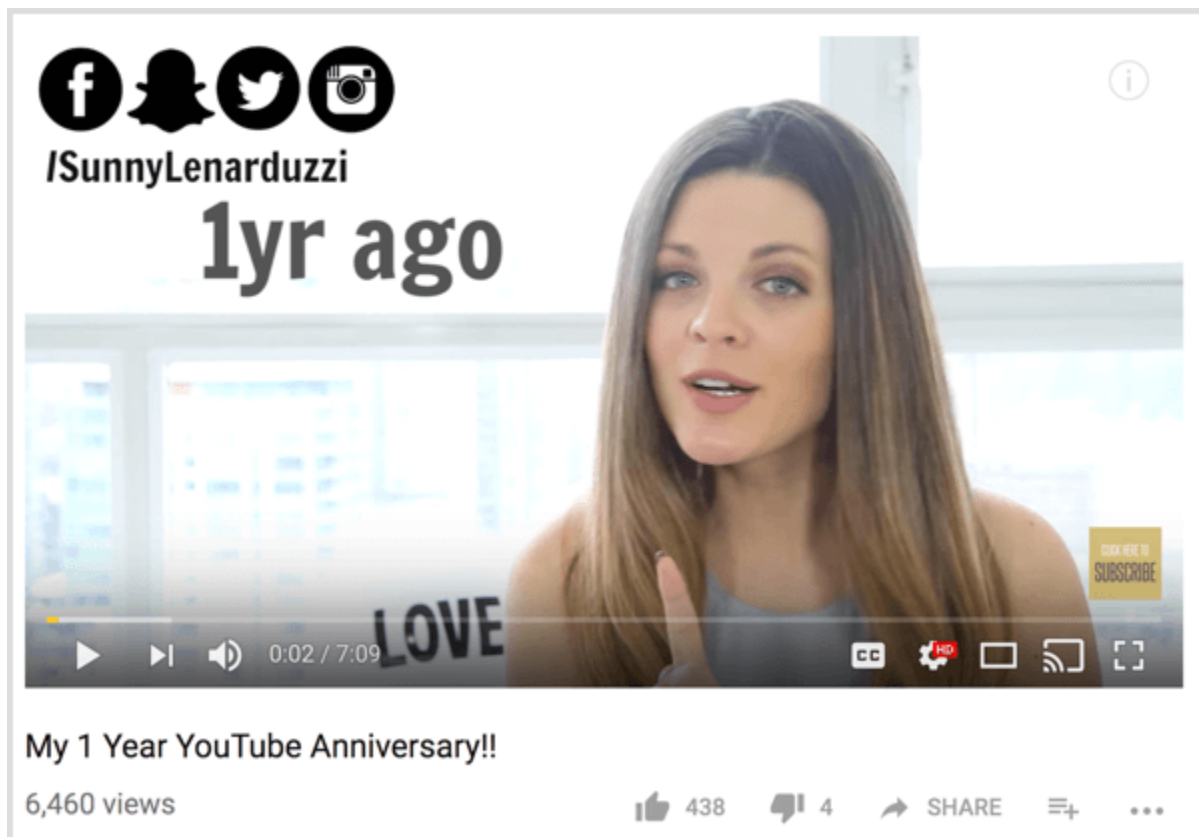 /SunnyLenarduzzi
1yr ago
CLICK HERE TO
SUBSCRIBE
LOVE
0:02 / 7:09
CC
HD
My 1 Year YouTube Anniversary!!
6,460 views
438
4
SHARE